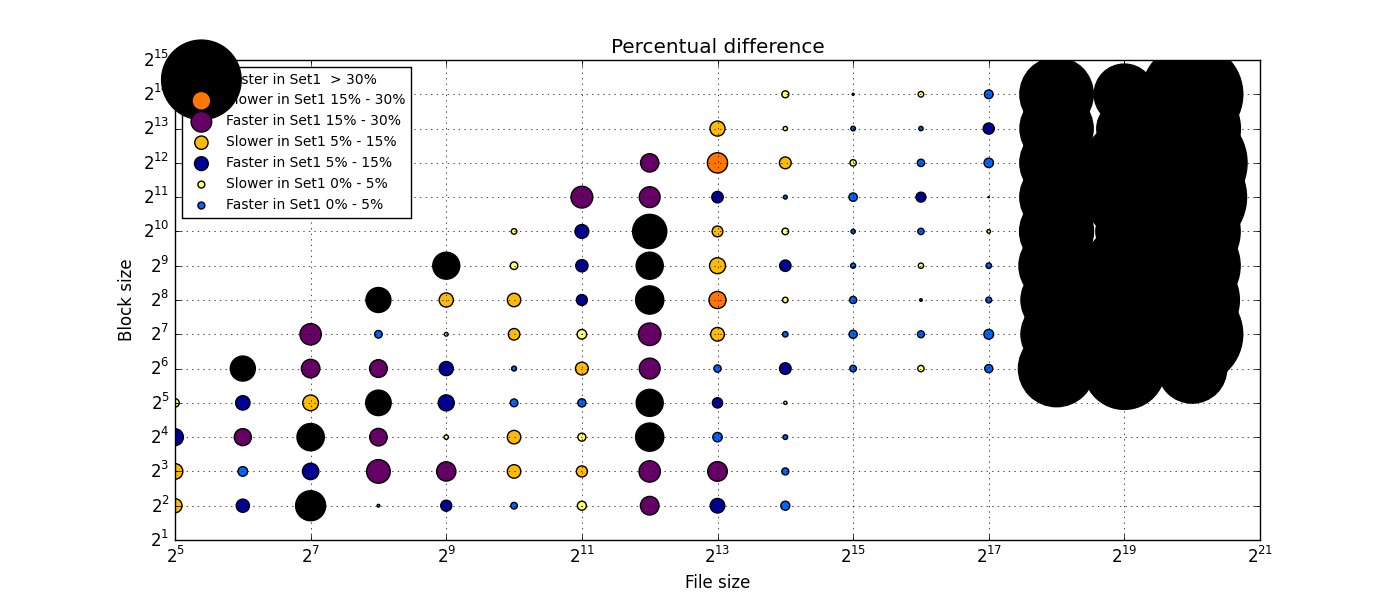 Percentual difference
ster in Set1 > 30%
lower in Set1 15% - 30%
Faster in Set1 15% - 30%
Slower in Set1 5% - 15%
Faster in Set1 5% - 15%
Slower in Set1 0% - 5%
Faster in Set1 0% - 5%
Block size
2^15
2^1
2^13
2^12
2^11
2^10
2^9
2^8
2^7
2^6
2^5
2^4
2^3
2^2
2^1
2^5 2^7 2^9 2^11 2^13 2^15 2^17 2^19 2^21
File size